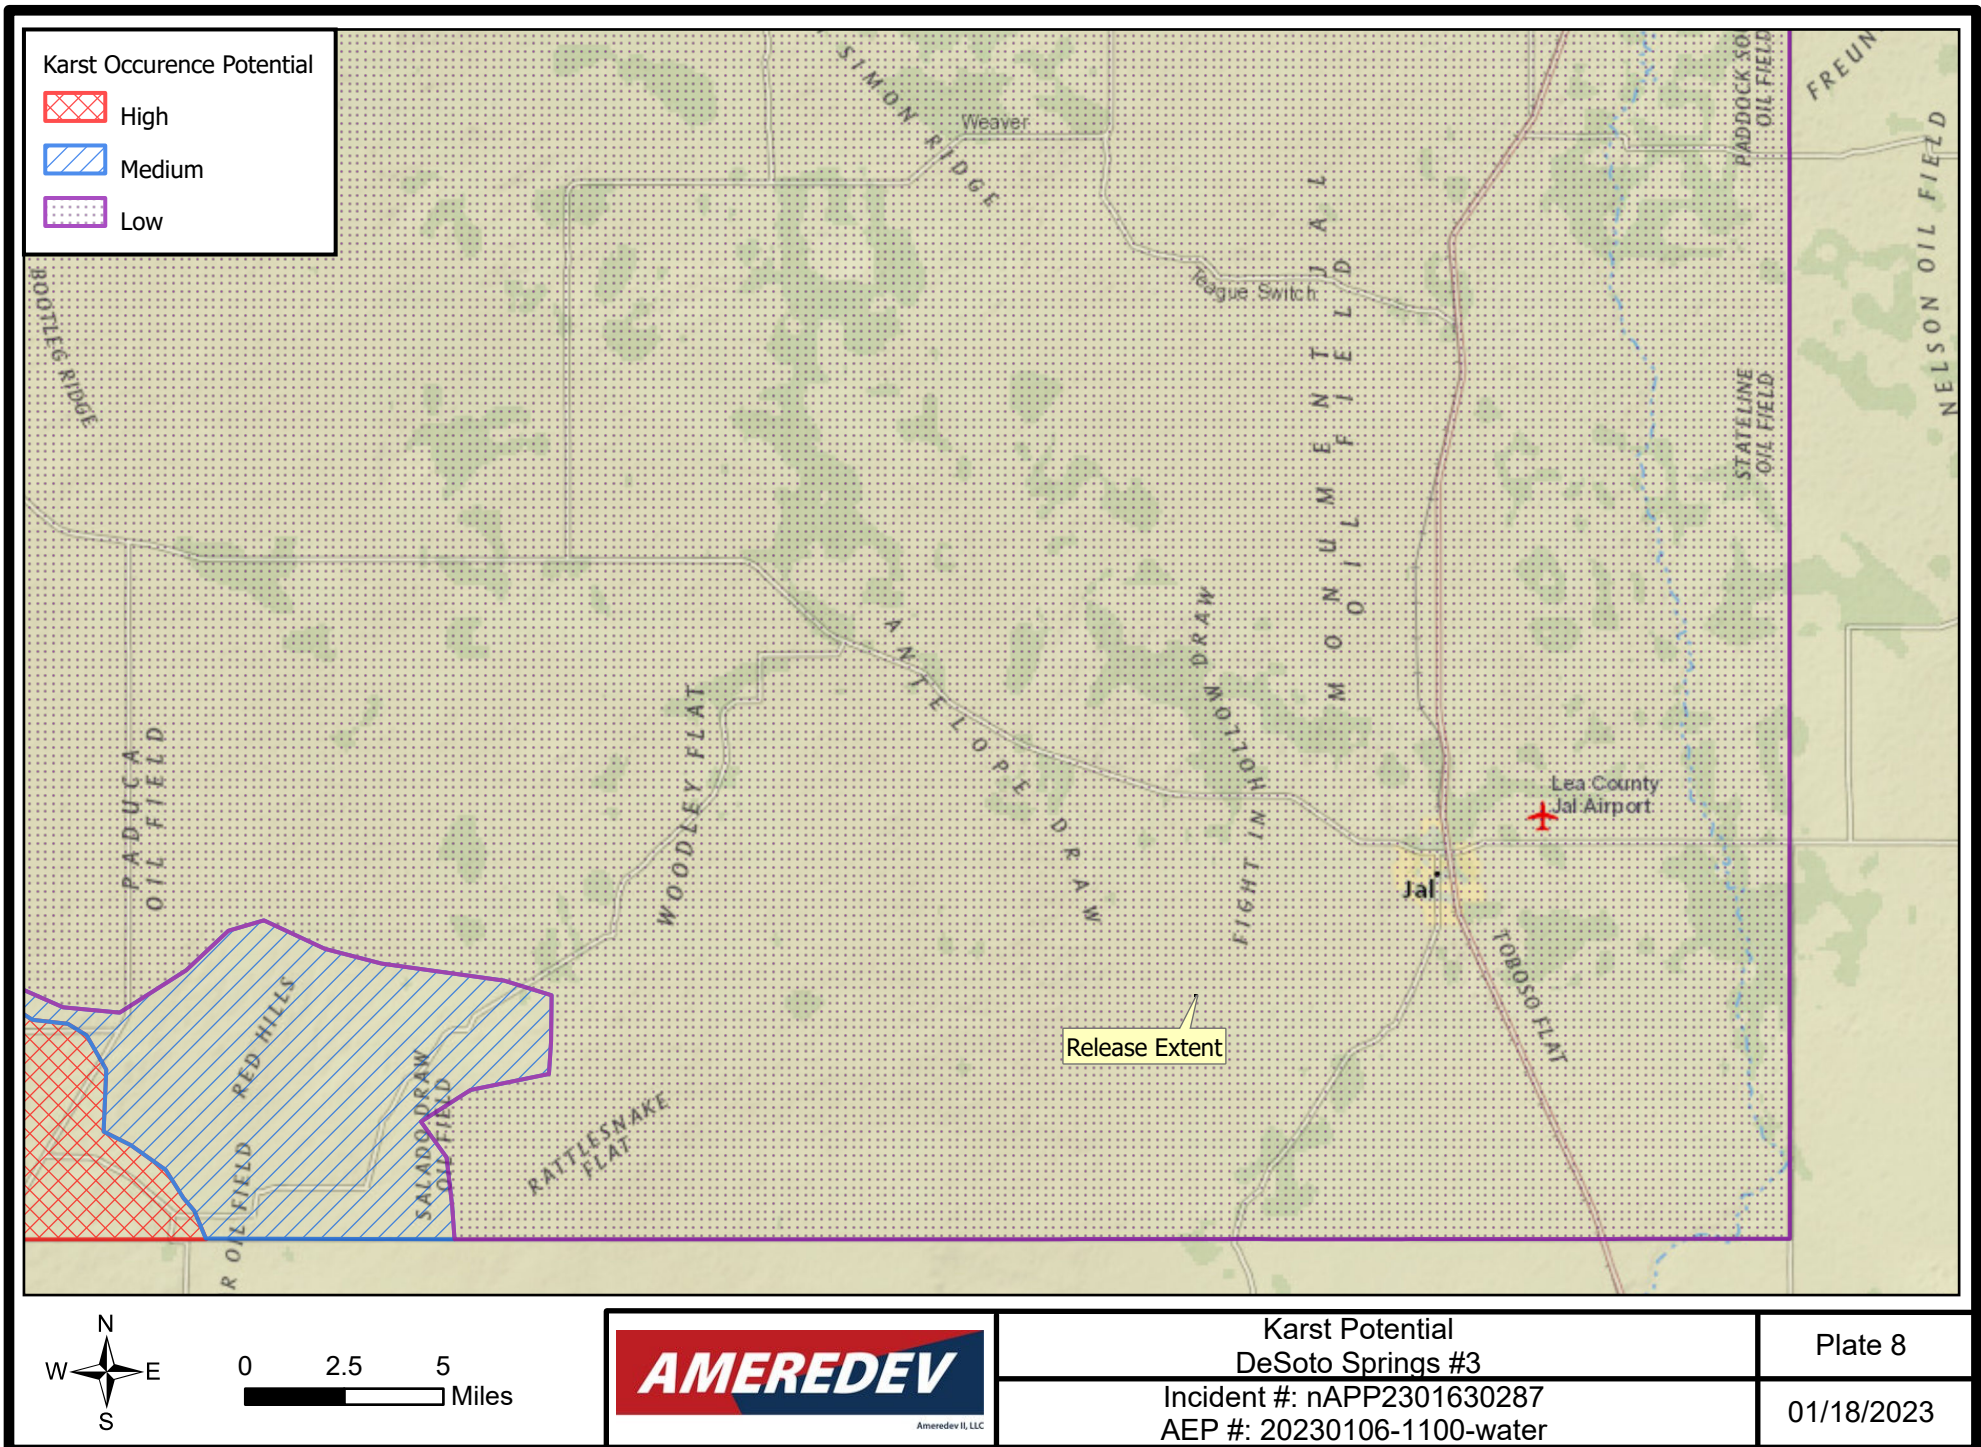 Karst Occurence Potential
High
Medium
Low
SIMON RIDGE
Weaver
PADDOCK SO
OIL FIELD
FREUN
NELSON OIL FIELD
BOOTLEG RIDGE
Teague Switch
MONUMENT JAL
OIL FIELD
STATELINE
OIL FIELD
ANTELOPE DRAW
FIGHT IN HOLLOW DRAW
WOODLEY FLAT
PADUCA
OIL FIELD
Lea County
Jal Airport
Jal
TOBOSO FLAT
RED HILLS
Release Extent
SALADO DRAW
OIL FIELD
RATTLESNAKE
FLAT
R OIL FIELD
N
W E
S
0 2.5 5
Miles
AMEREDEV
Ameredev II, LLC
Karst Potential
DeSoto Springs #3
Incident #: nAPP2301630287
AEP #: 20230106-1100-water
Plate 8
01/18/2023